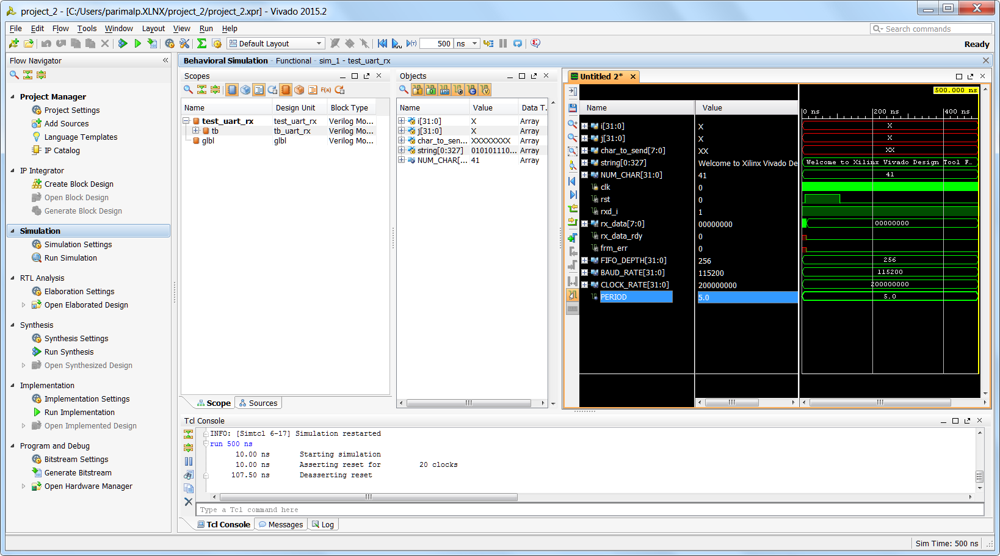 project_2 - [C:/Users/parimalp.XLNX/project_2/project_2.xpr] - Vivado 2015.2
File Edit Flow Tools Window Layout View Run Help
Search commands
Default Layout 500 ns
Ready
Flow Navigator
Project Manager
Project Settings
Add Sources
Language Templates
IP Catalog
IP Integrator
Create Block Design
Open Block Design
Generate Block Design
Simulation
Simulation Settings
Run Simulation
RTL Analysis
Elaboration Settings
Open Elaborated Design
Synthesis
Synthesis Settings
Run Synthesis
Open Synthesized Design
Implementation
Implementation Settings
Run Implementation
Open Implemented Design
Program and Debug
Bitstream Settings
Generate Bitstream
Open Hardware Manager
Behavioral Simulation - Functional - sim_1 - test_uart_rx
Scopes
F(x)
Name Design Unit Block Type
test_uart_rx test_uart_rx Verilog Mo...
tb tb_uart_rx Verilog Mo...
glbl glbl Verilog Mo...
Scope Sources
Objects
Name Value Data T...
i[31:0] X Array
j[31:0] X Array
char_to_sen... XXXXXXXX Array
string[0:327] 010101110... Array
NUM_CHAR[... 41 Array
Untitled 2*
500.000 ns
Name Value
0 ns 200 ns 400 ns
i[31:0] X X
j[31:0] X X
char_to_send[7:0] XX XX
string[0:327] Welcome to Xilinx Vivado De Welcome to Xilinx Vivado Design Tool F...
NUM_CHAR[31:0] 41 41
clk 0
rst 0
rxd_i 1
rx_data[7:0] 00000000 00000000
rx_data_rdy 0
frm_err 0
FIFO_DEPTH[31:0] 256 256
BAUD_RATE[31:0] 115200 115200
CLOCK_RATE[31:0] 200000000 200000000
PERIOD 5.0 5.0
Tcl Console
INFO: [Simtcl 6-17] Simulation restarted
run 500 ns
10.00 ns Starting simulation
10.00 ns Asserting reset for 20 clocks
107.50 ns Deasserting reset
Type a Tcl command here
Tcl Console Messages Log
Sim Time: 500 ns